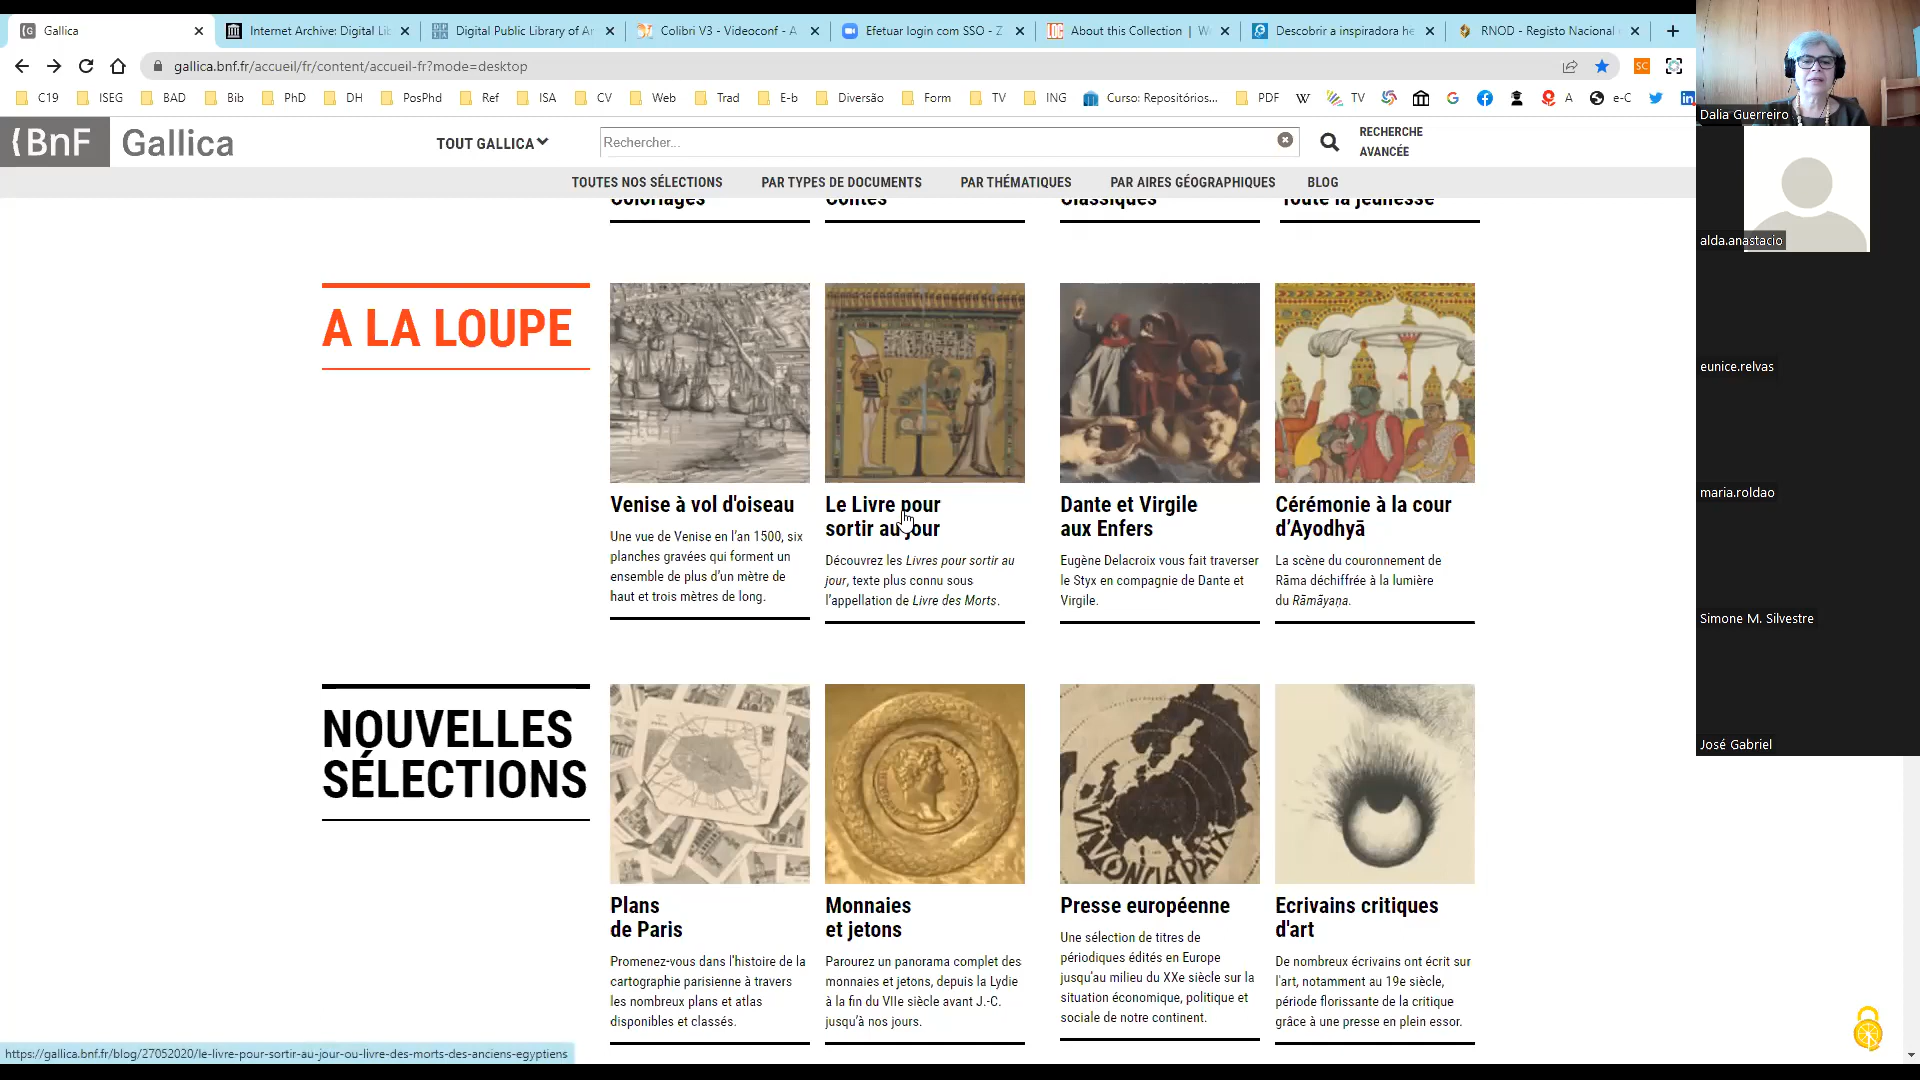 Gallica
Internet Archive: Digital Lib
Digital Public Library of Am
Colibri V3 - Videoconf - A
Efetuar login com SSO - Z
About this Collection | W
Descobrir a inspiradora he
RNOD - Registo Nacional
gallica.bnf.fr/accueil/fr/content/accueil-fr?mode=desktop
SC
C19 ISEG BAD Bib PhD DH PosPhd Ref ISA CV Web Trad E-b Diversão Form TV ING Curso: Repositórios... PDF W TV A e-C
BnF Gallica
TOUT GALLICA
Rechercher...
RECHERCHE
AVANCÉE
TOUTES NOS SÉLECTIONS PAR TYPES DE DOCUMENTS PAR THÉMATIQUES PAR AIRES GÉOGRAPHIQUES BLOG
Coloriages Contes Classiques Toute la jeunesse
A LA LOUPE
Venise à vol d'oiseau
Une vue de Venise en l’an 1500, six
planches gravées qui forment un
ensemble de plus d’un mètre de
haut et trois mètres de long.
Le Livre pour
sortir au jour
Découvrez les Livres pour sortir au
jour, texte plus connu sous
l’appellation de Livre des Morts.
Dante et Virgile
aux Enfers
Eugène Delacroix vous fait traverser
le Styx en compagnie de Dante et
Virgile.
Cérémonie à la cour
d’Ayodhyā
La scène du couronnement de
Rāma déchiffrée à la lumière
du Rāmāyaṇa.
NOUVELLES
SÉLECTIONS
VIVONS LA PAIX
Plans
de Paris
Promenez-vous dans l’histoire de la
cartographie parisienne à travers
les nombreux plans et atlas
disponibles et classés.
Monnaies
et jetons
Parourez un panorama complet des
monnaies et jetons, depuis la Lydie
à la fin du VIIe siècle avant J.-C.
jusqu’à nos jours.
Presse européenne
Une sélection de titres de
périodiques édités en Europe
jusqu'au milieu du XXe siècle sur la
situation économique, politique et
sociale de notre continent.
Ecrivains critiques
d'art
De nombreux écrivains ont écrit sur
l'art, notamment au 19e siècle,
période florissante de la critique
grâce à une presse en plein essor.
https://gallica.bnf.fr/blog/27052020/le-livre-pour-sortir-au-jour-ou-livre-des-morts-des-anciens-egyptiens
Dalia Guerreiro
alda.anastacio
eunice.relvas
maria.roldao
Simone M. Silvestre
José Gabriel